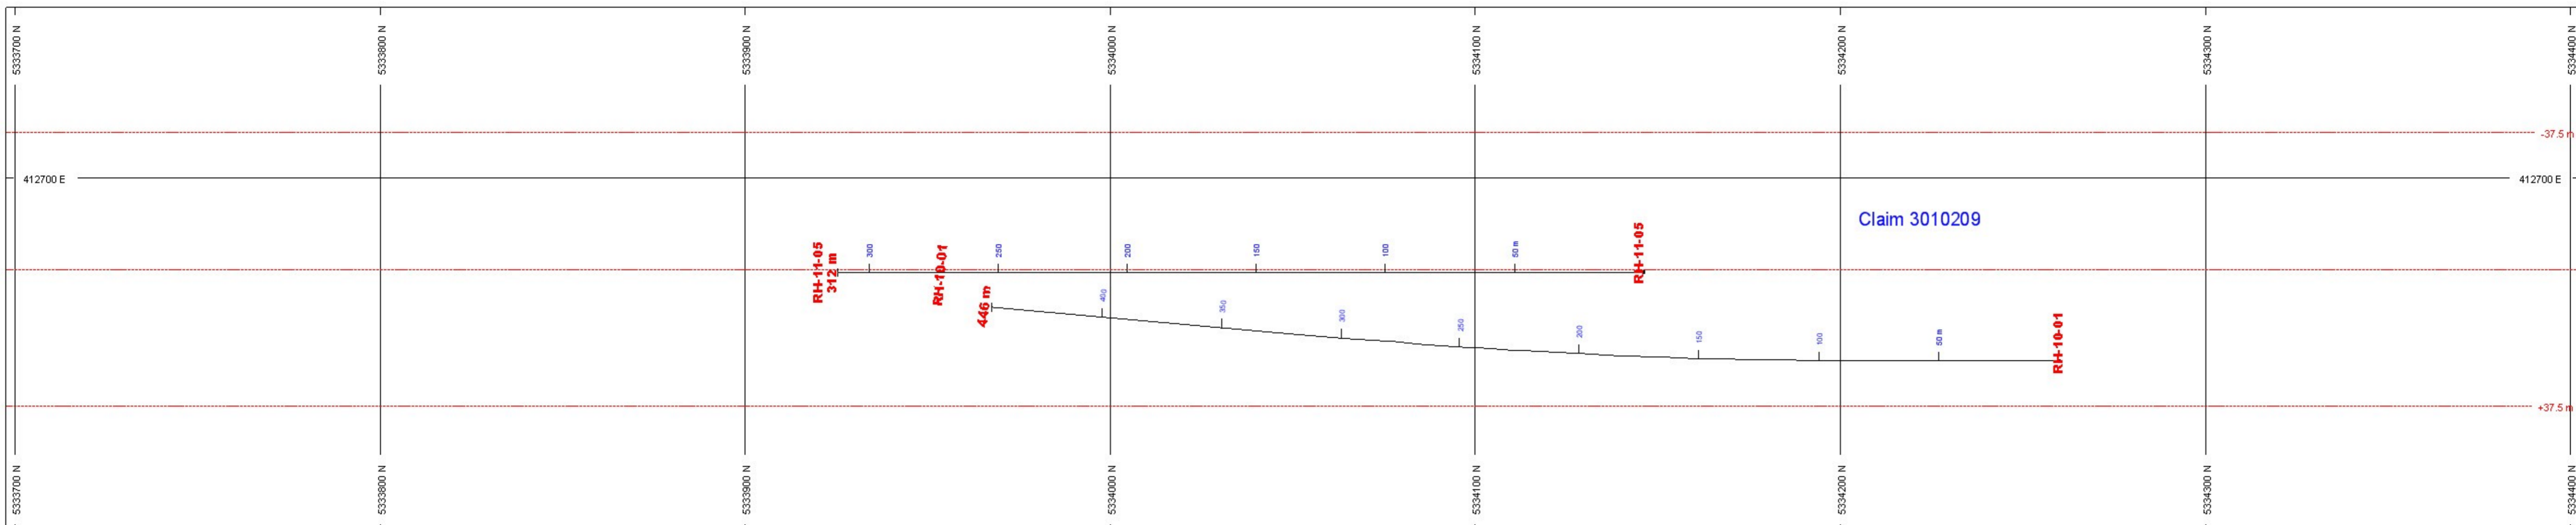 5333700 N
5333800 N
5333900 N
5334000 N
5334100 N
5334200 N
5334300 N
5334400 N
-37.5 m
412700 E
412700 E
Claim 3010209
RH-11-05
312 m
300
RH-10-01
250
200
150
100
50 m
RH-11-05
446 m
400
350
300
250
200
150
100
50 m
RH-10-01
+37.5 m
5333700 N
5333800 N
5333900 N
5334000 N
5334100 N
5334200 N
5334300 N
5334400 N